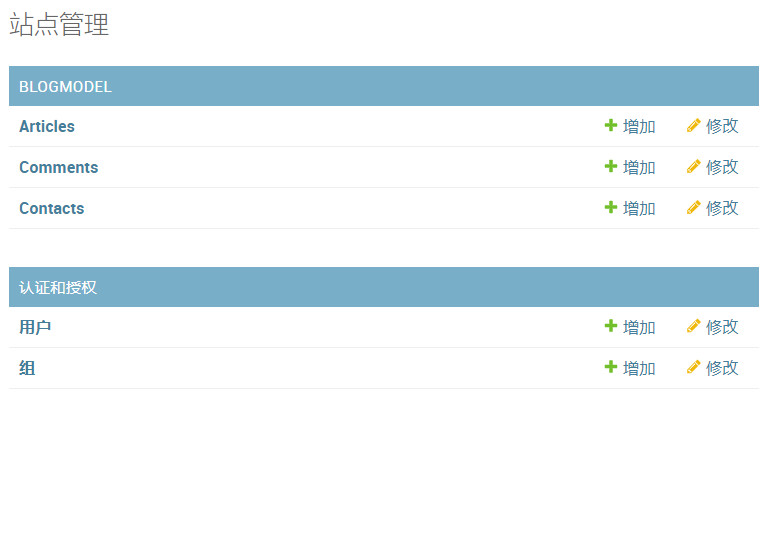 站点管理
BLOGMODEL
Articles 增加 修改
Comments 增加 修改
Contacts 增加 修改
认证和授权
用户 增加 修改
组 增加 修改